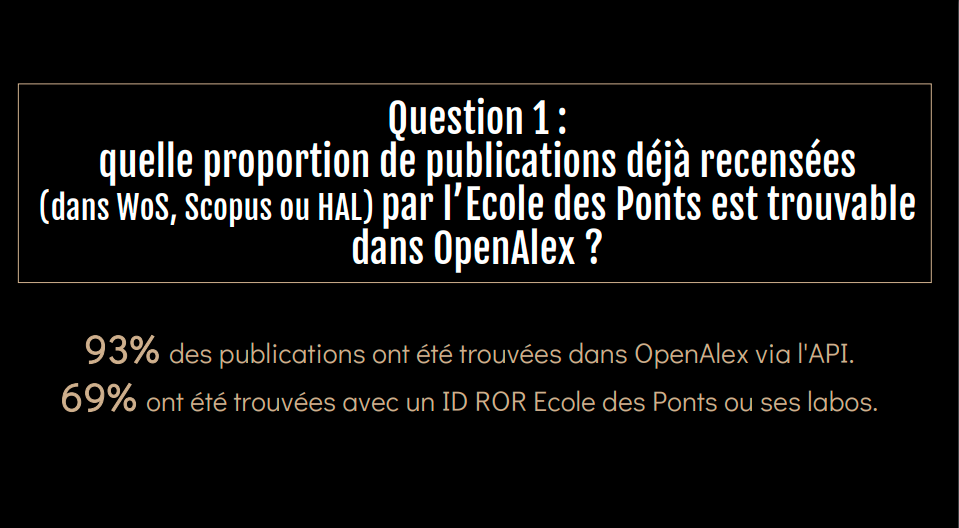 Question 1 :
quelle proportion de publications déjà recensées
(dans WoS, Scopus ou HAL) par l’Ecole des Ponts est trouvable
dans OpenAlex ?
93% des publications ont été trouvées dans OpenAlex via l'API.
69% ont été trouvées avec un ID ROR Ecole des Ponts ou ses labos.